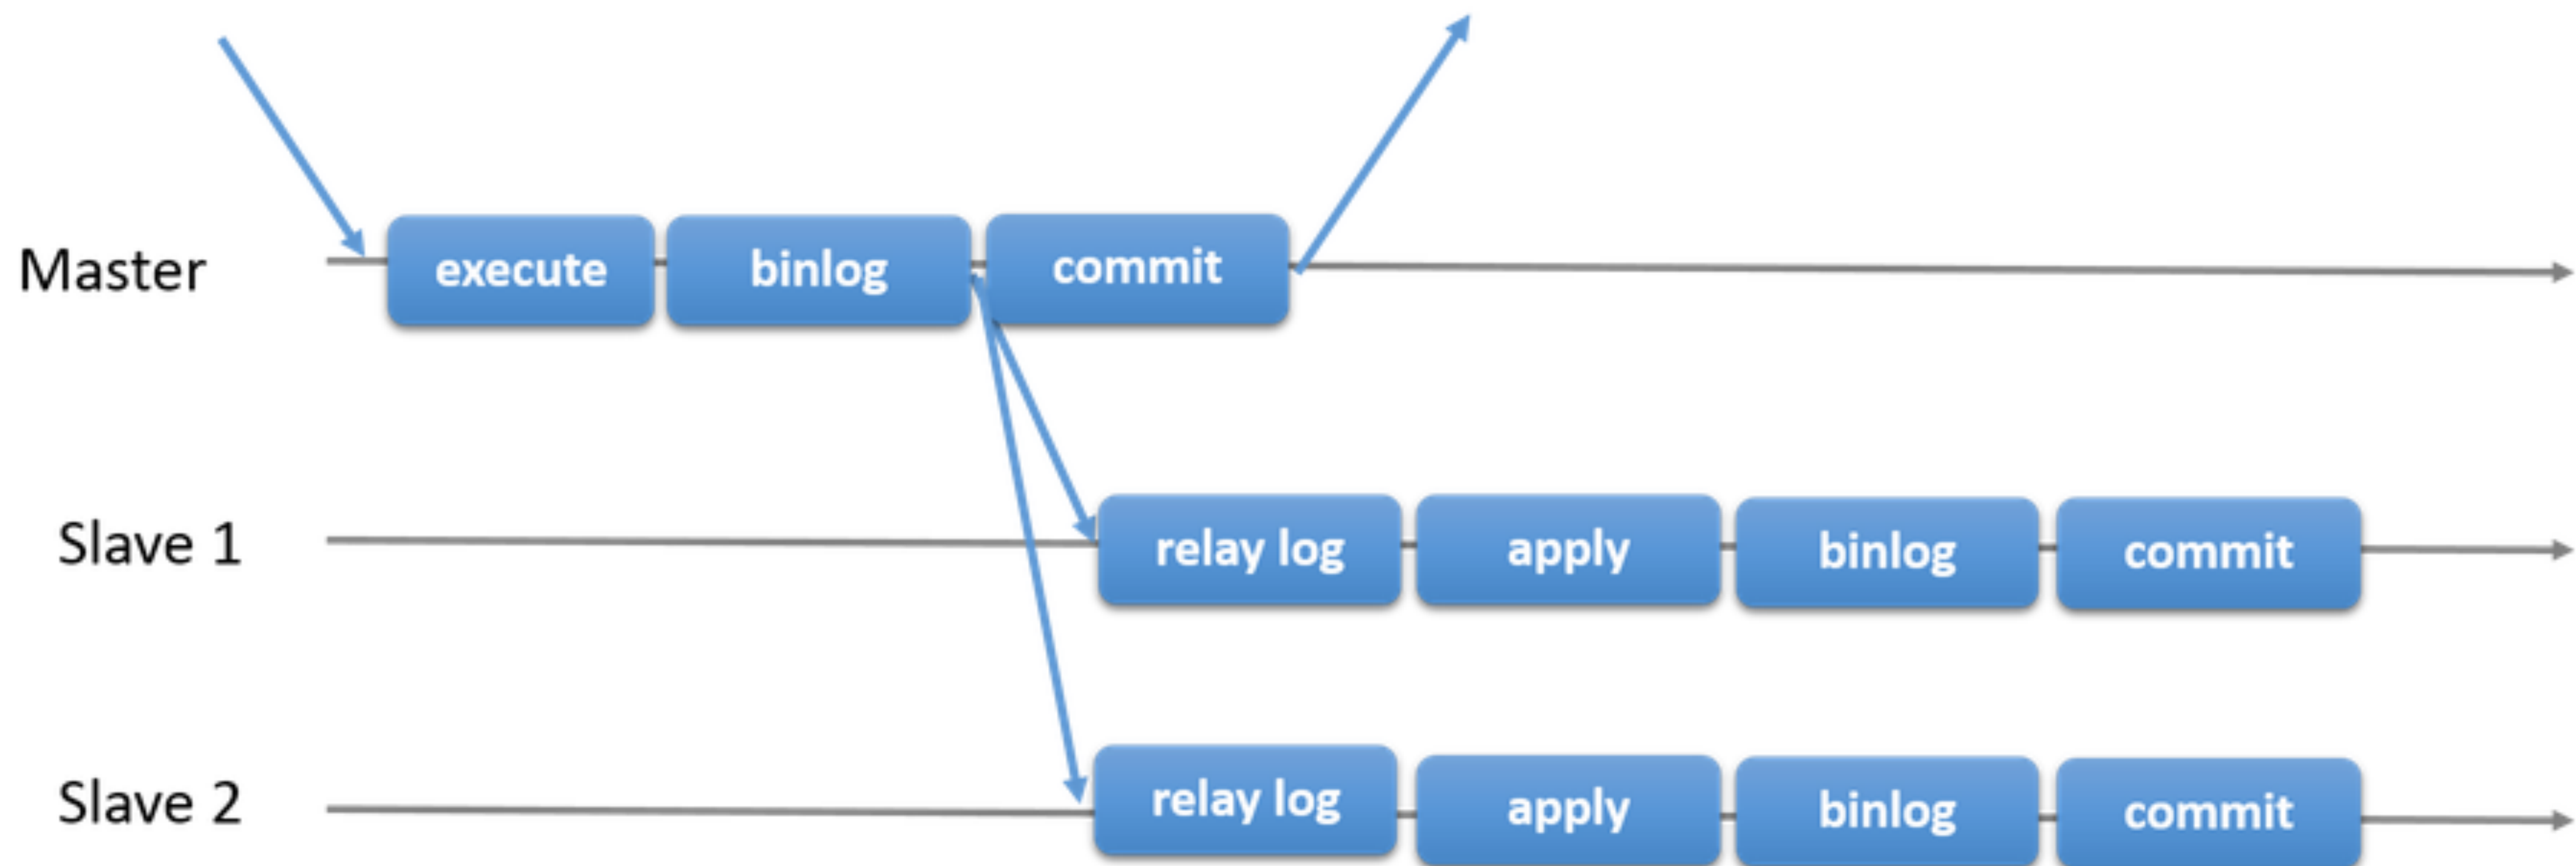 Master execute binlog commit
Slave 1 relay log apply binlog commit
Slave 2 relay log apply binlog commit